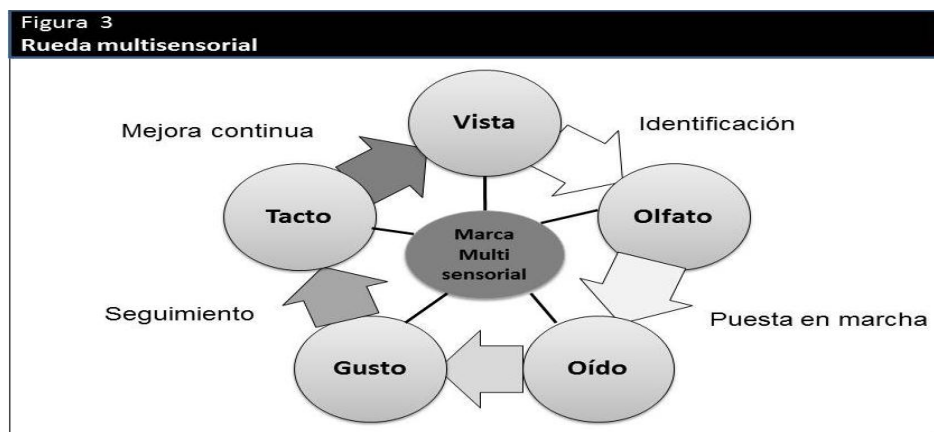 Figura 3
Rueda multisensorial
Vista
Mejora continua
Identificación
Tacto
Olfato
Marca
Multi
sensorial
Seguimiento
Puesta en marcha
Gusto
Oído